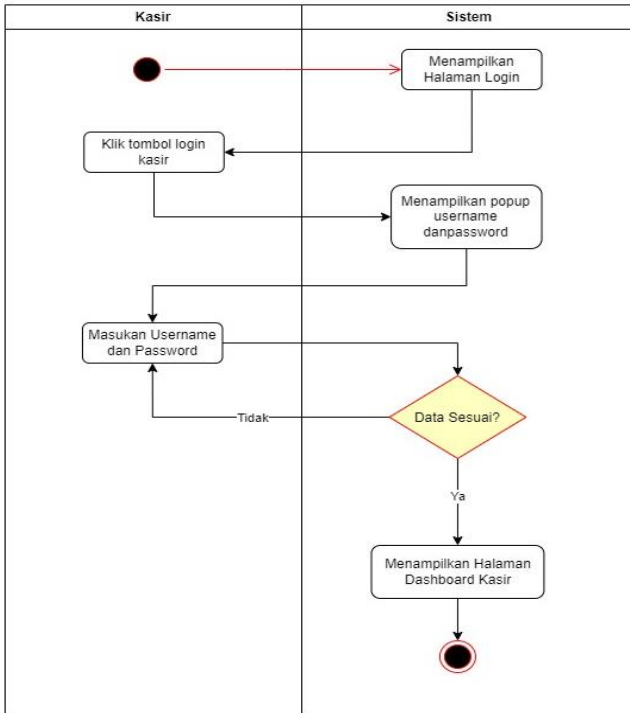 Kasir
Sistem
Menampilkan
Halaman Login
Klik tombol login
kasir
Menampilkan popup
username
danpassword
Masukan Username
dan Password
Data Sesuai?
Tidak
Ya
Menampilkan Halaman
Dashboard Kasir